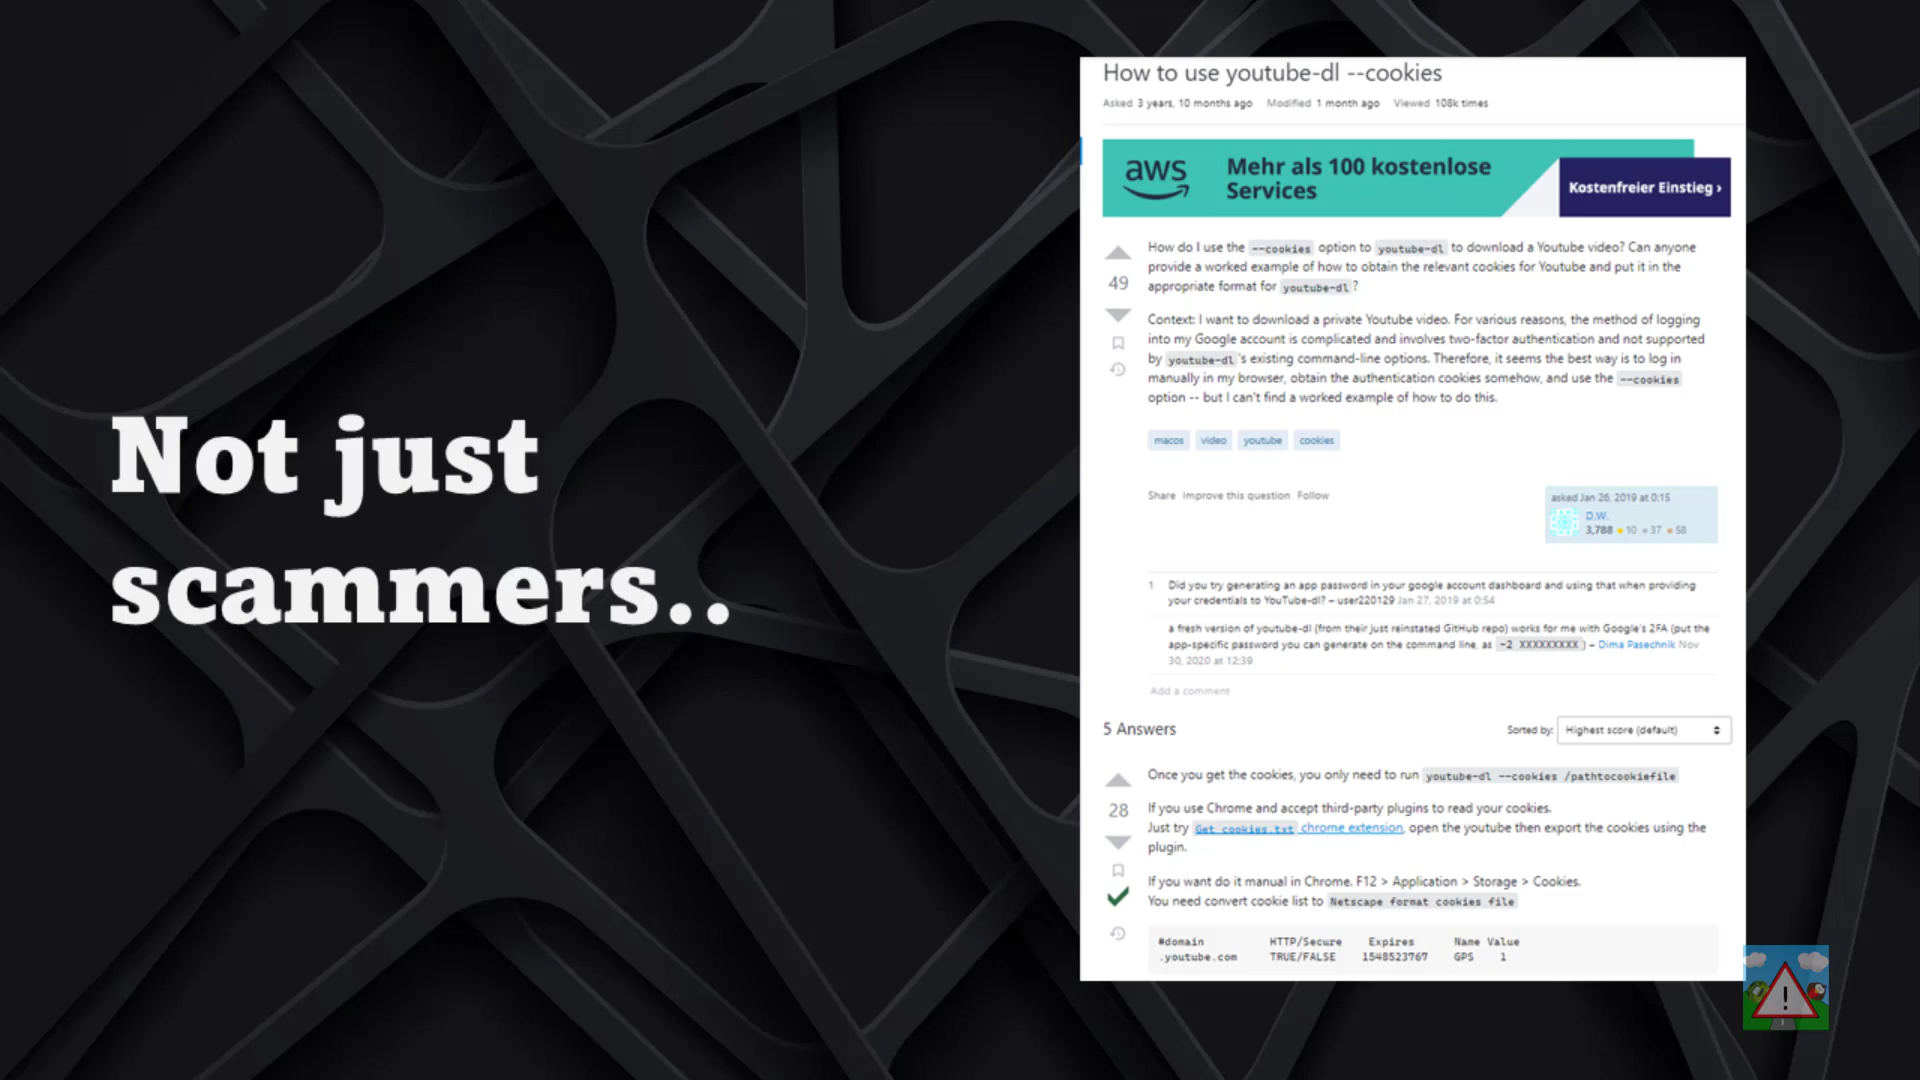 Not just
scammers..
How to use youtube-dl --cookies
Asked 3 years, 10 months ago Modified 1 month ago Viewed 108k times
aws
Mehr als 100 kostenlose
Services
Kostenfreier Einstieg ›
49
How do I use the --cookies option to youtube-dl to download a Youtube video? Can anyone
provide a worked example of how to obtain the relevant cookies for Youtube and put it in the
appropriate format for youtube-dl ?
Context: I want to download a private Youtube video. For various reasons, the method of logging
into my Google account is complicated and involves two-factor authentication and not supported
by youtube-dl 's existing command-line options. Therefore, it seems the best way is to log in
manually in my browser, obtain the authentication cookies somehow, and use the --cookies
option -- but I can't find a worked example of how to do this.
macos video youtube cookies
Share Improve this question Follow
asked Jan 26, 2019 at 0:15
D.W.
3,788 10 37 58
1 Did you try generating an app password in your google account dashboard and using that when providing
your credentials to YouTube-dl? – user220129 Jan 27, 2019 at 0:54
a fresh version of youtube-dl (from their just reinstated GitHub repo) works for me with Google's 2FA (put the
app-specific password you can generate on the command line, as -2 XXXXXXXXX ) – Dima Pasechnik Nov
30, 2020 at 12:39
Add a comment
5 Answers
Sorted by: Highest score (default)
28
Once you get the cookies, you only need to run youtube-dl --cookies /pathtocookiefile
If you use Chrome and accept third-party plugins to read your cookies.
Just try Get cookies.txt chrome extension, open the youtube then export the cookies using the
plugin.
If you want do it manual in Chrome. F12 > Application > Storage > Cookies.
You need convert cookie list to Netscape format cookies file
#domain HTTP/Secure Expires Name Value
.youtube.com TRUE/FALSE 1548523767 GPS 1